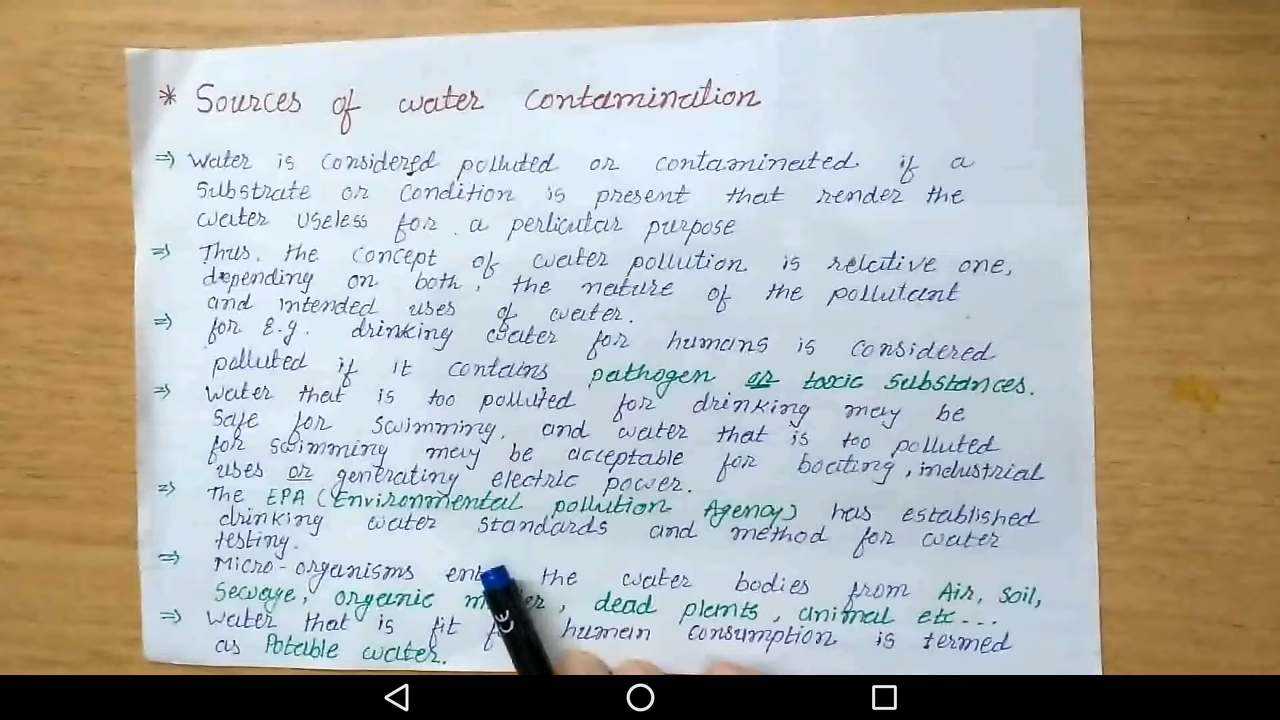 * Sources of water contamination
⇒ Water is considered polluted or contaminated if a
substrate or condition is present that render the
water useless for a perticular purpose
⇒ Thus, the concept of water pollution is relative one,
depending on both, the nature of the pollutant
and intended uses of water.
⇒ for E.g. drinking water for humans is considered
polluted if it contains pathogen or toxic substances.
⇒ Water that is too polluted for drinking may be
safe for swimming, and water that is too polluted
for swimming may be acceptable for boating, industrial
uses or generating electric power.
⇒ The EPA (Environmental pollution Agency) has established
drinking water standards and method for water
testing.
⇒ Micro-organisms the water bodies from Air, soil,
sewage, organic , dead plants, animal etc...
⇒ Water that is fit human consumption is termed
as Potable water.